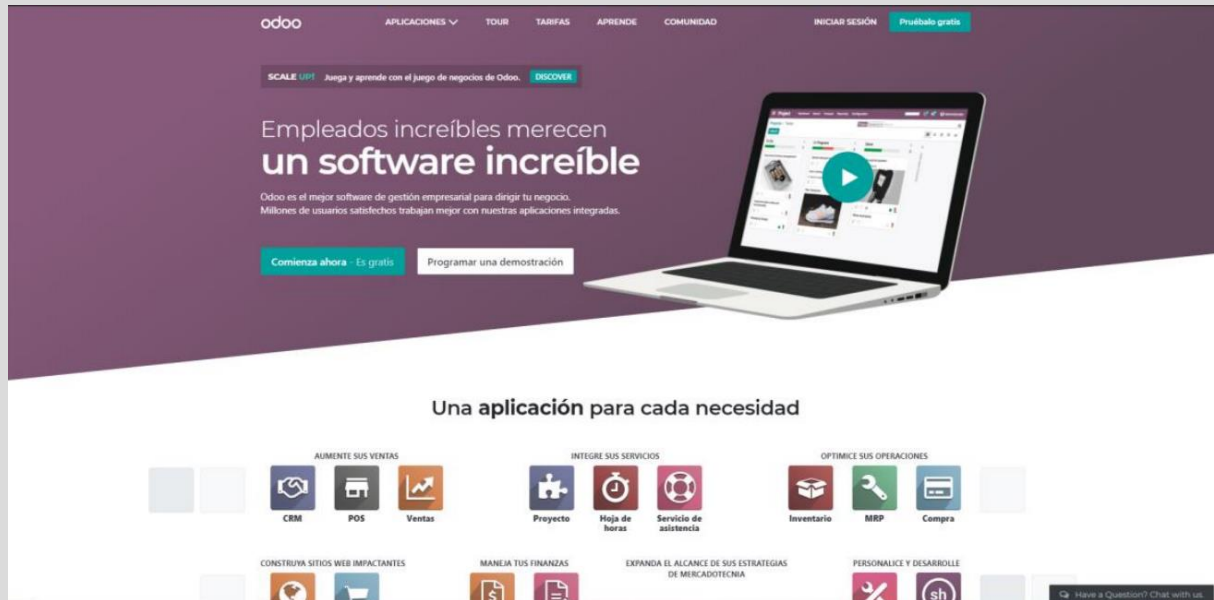 odoo
APLICACIONES
TOUR
TARIFAS
APRENDE
COMUNIDAD
INICIAR SESIÓN
Pruébalo gratis
SCALE UP! Juega y aprende con el juego de negocios de Odoo. DISCOVER
Empleados increíbles merecen
un software increíble
Odoo es el mejor software de gestión empresarial para dirigir tu negocio.
Millones de usuarios satisfechos trabajan mejor con nuestras aplicaciones integradas.
Comienza ahora - Es gratis
Programar una demostración
Project
Una aplicación para cada necesidad
AUMENTE SUS VENTAS
CRM
POS
Ventas
INTEGRE SUS SERVICIOS
Proyecto
Hoja de
horas
Servicio de
asistencia
OPTIMICE SUS OPERACIONES
Inventario
MRP
Compra
CONSTRUYA SITIOS WEB IMPACTANTES
MANEJA TUS FINANZAS
$
EXPANDA EL ALCANCE DE SUS ESTRATEGIAS
DE MERCADOTECNIA
PERSONALICE Y DESARROLLE
sh
Have a Question? Chat with us.